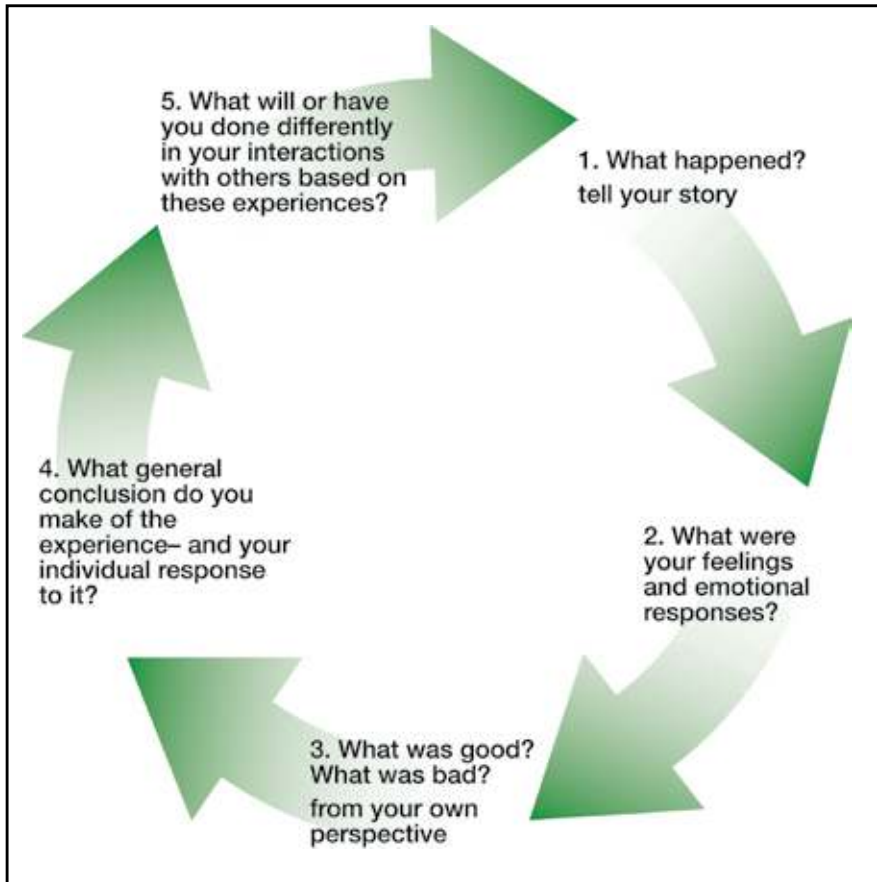 1. What happened?
tell your story
2. What were
your feelings
and emotional
responses?
3. What was good?
What was bad?
from your own
perspective
4. What general
conclusion do you
make of the
experience– and your
individual response
to it?
5. What will or have
you done differently
in your interactions
with others based on
these experiences?